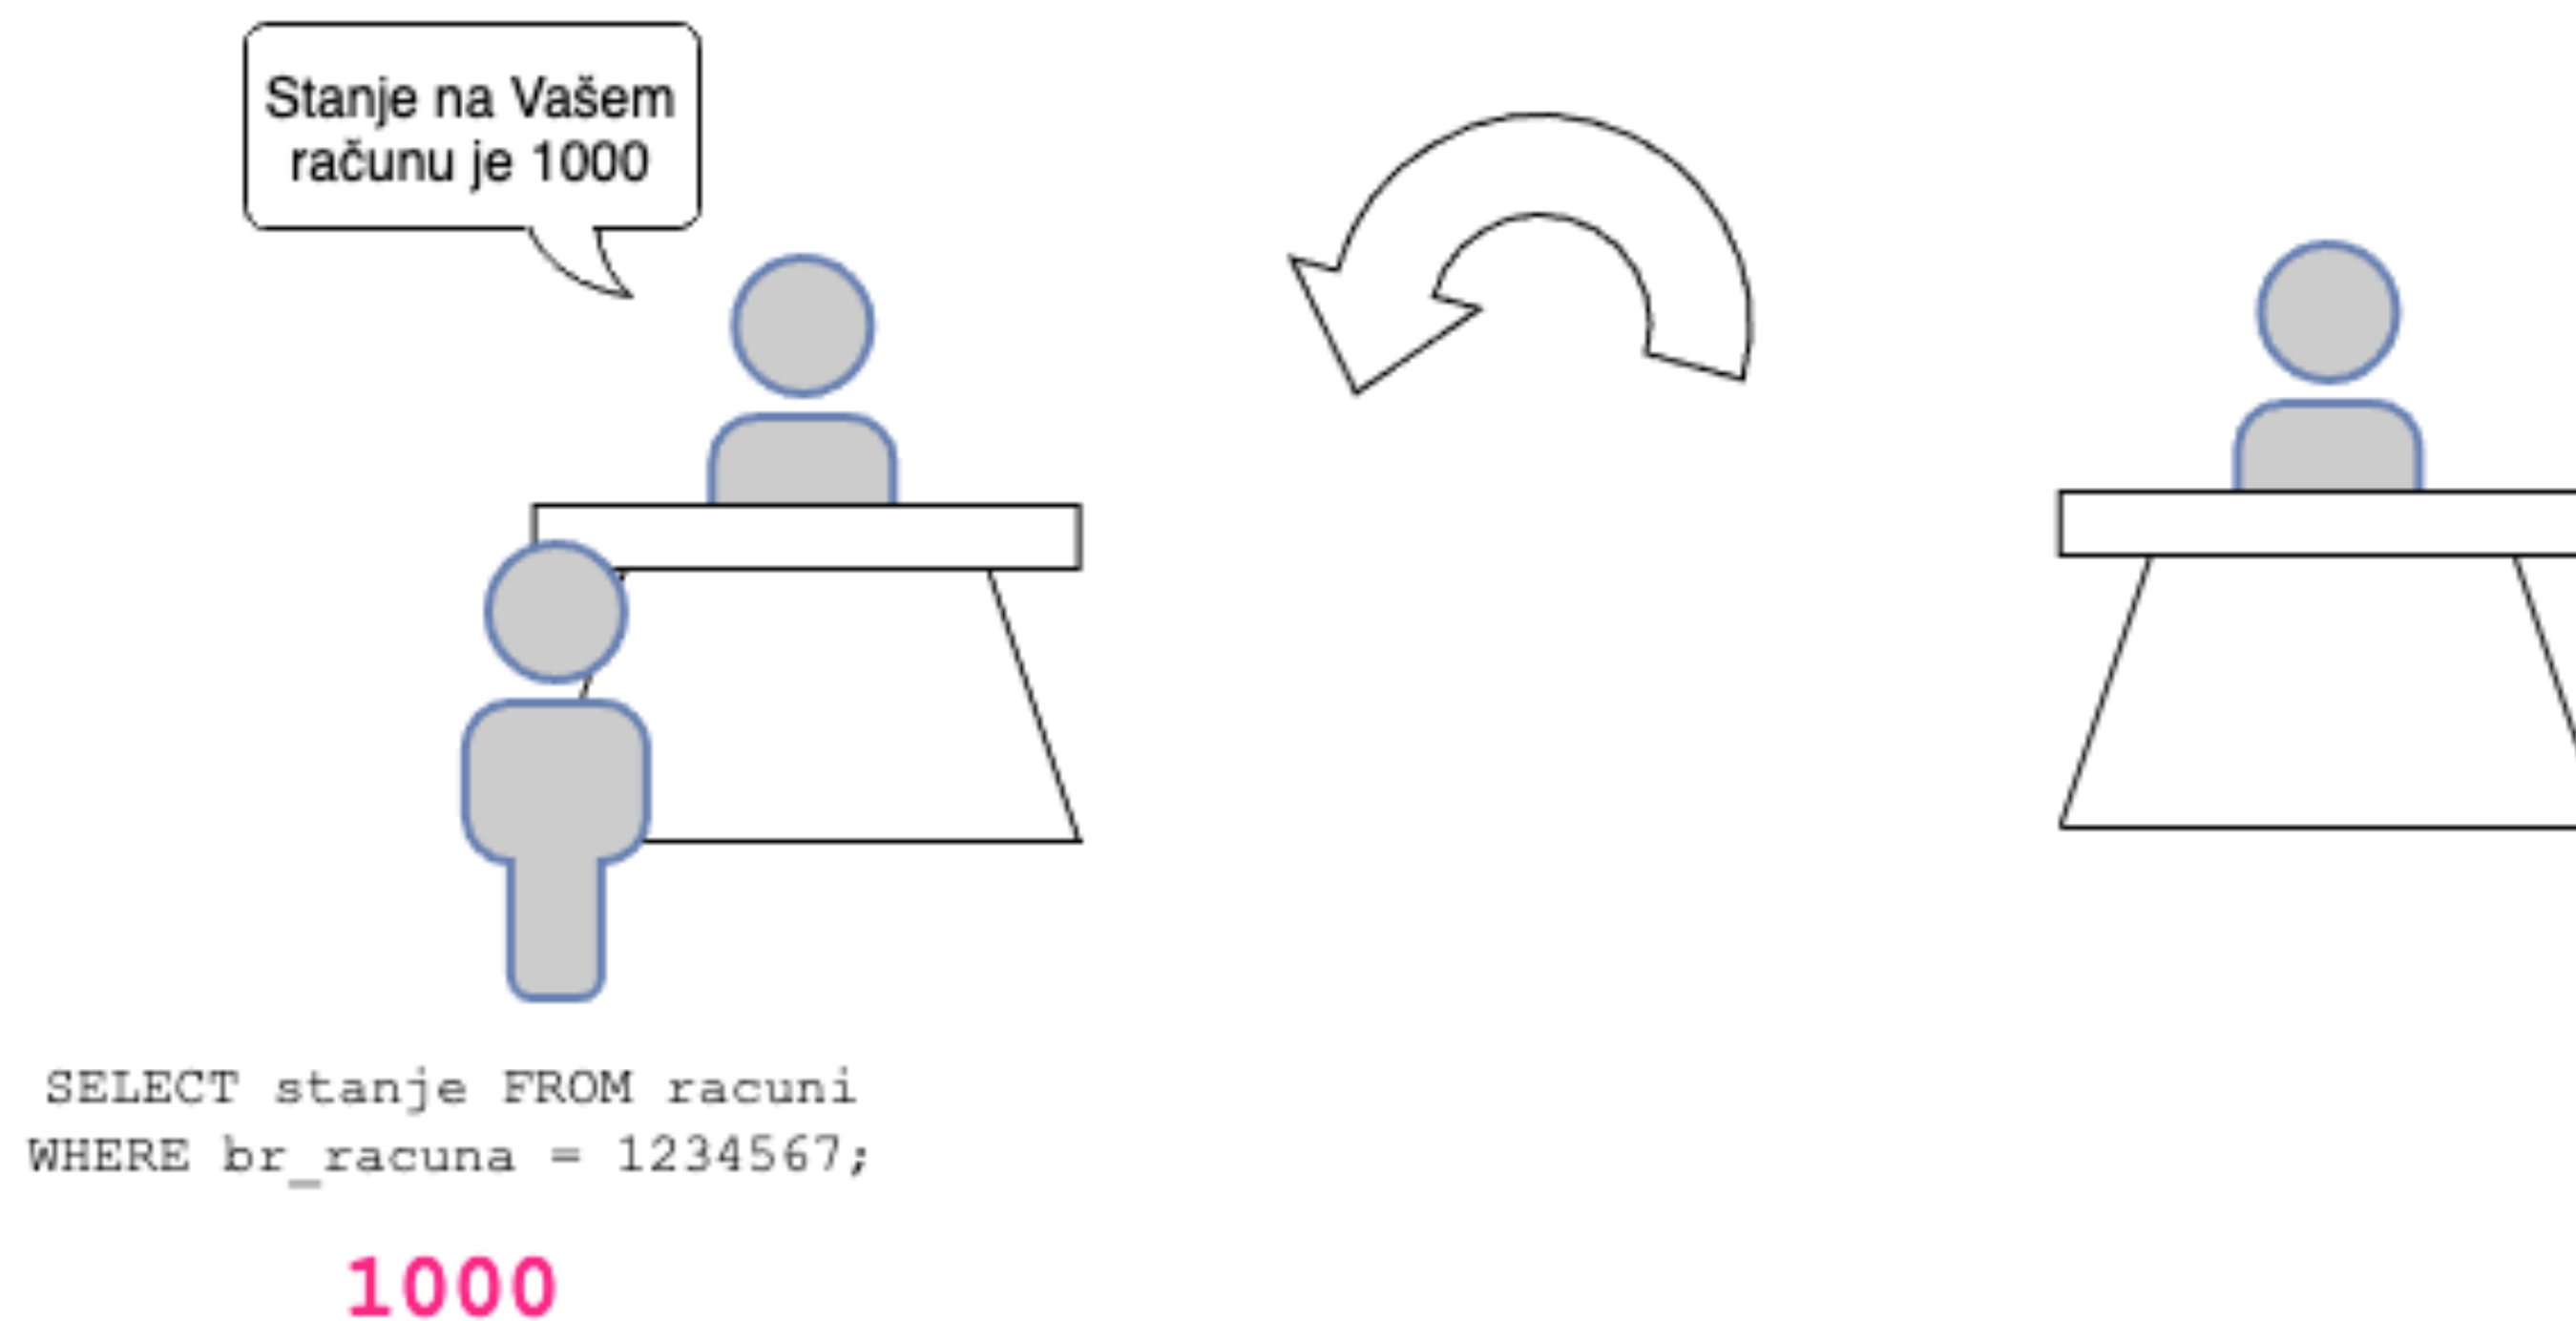 Stanje na Vašem
računu je 1000
SELECT stanje FROM racuni
WHERE br_racuna = 1234567;
1000